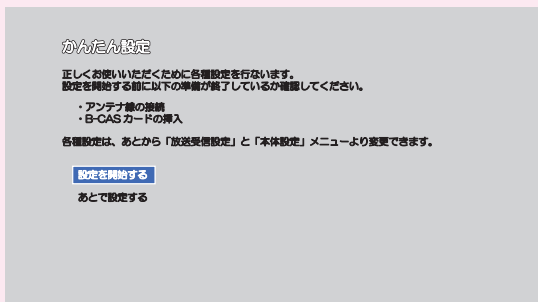 かんたん設定
正しくお使いいただくために各種設定を行ないます。
設定を開始する前に以下の準備が終了しているか確認してください。
・アンテナ線の接続
・B-CASカードの挿入
各種設定は、あとから「放送受信設定」と「本体設定」メニューより変更できます。
設定を開始する
あとで設定する